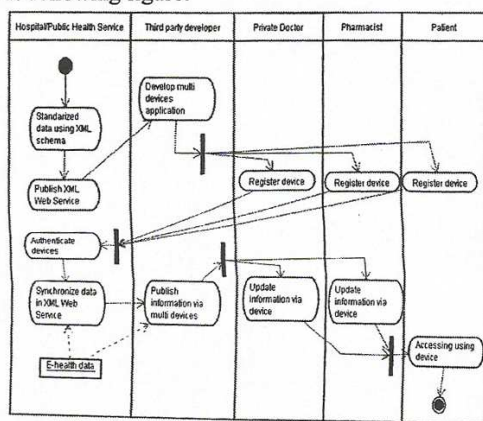 following figure.
Hospital/Public Health Service
Third party developer
Private Doctor
Pharmacist
Patient
Develop multi
devices
application
Standarized
data using XML
schema
Publish XML
Web Service
Register device
Register device
Register device
Authenticate
devices
Synchronize data
in XML Web
Service
Publish
information via
multi devices
Update
information via
device
Update
information via
device
E-health data
Accessing using
device